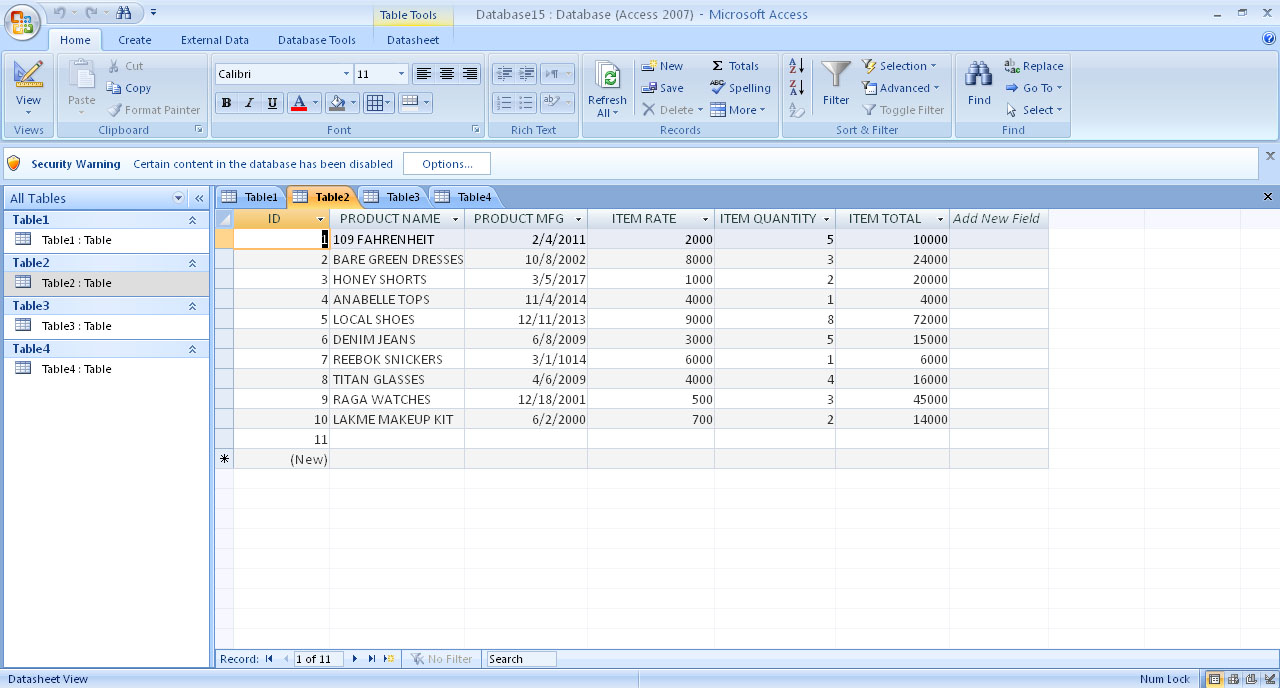 Table Tools Database15 : Database (Access 2007) - Microsoft Access
Home Create External Data Database Tools Datasheet
View
Views
Paste
Cut
Copy
Format Painter
Clipboard
Calibri 11
B I U A
Font
ab
Rich Text
Refresh All
New
Save
Delete
Σ Totals
ABC Spelling
More
Records
A Z
Z A
Filter
Selection
Advanced
Toggle Filter
Sort & Filter
Find
Replace
Go To
Select
Find
Security Warning Certain content in the database has been disabled Options...
All Tables «
Table1
Table1 : Table
Table2
Table2 : Table
Table3
Table3 : Table
Table4
Table4 : Table
Table1 Table2 Table3 Table4
ID PRODUCT NAME PRODUCT MFG ITEM RATE ITEM QUANTITY ITEM TOTAL Add New Field
1 109 FAHRENHEIT 2/4/2011 2000 5 10000
2 BARE GREEN DRESSES 10/8/2002 8000 3 24000
3 HONEY SHORTS 3/5/2017 1000 2 20000
4 ANABELLE TOPS 11/4/2014 4000 1 4000
5 LOCAL SHOES 12/11/2013 9000 8 72000
6 DENIM JEANS 6/8/2009 3000 5 15000
7 REEBOK SNICKERS 3/1/1014 6000 1 6000
8 TITAN GLASSES 4/6/2009 4000 4 16000
9 RAGA WATCHES 12/18/2001 500 3 45000
10 LAKME MAKEUP KIT 6/2/2000 700 2 14000
11
(New)
Record: 1 of 11 No Filter Search
Datasheet View Num Lock